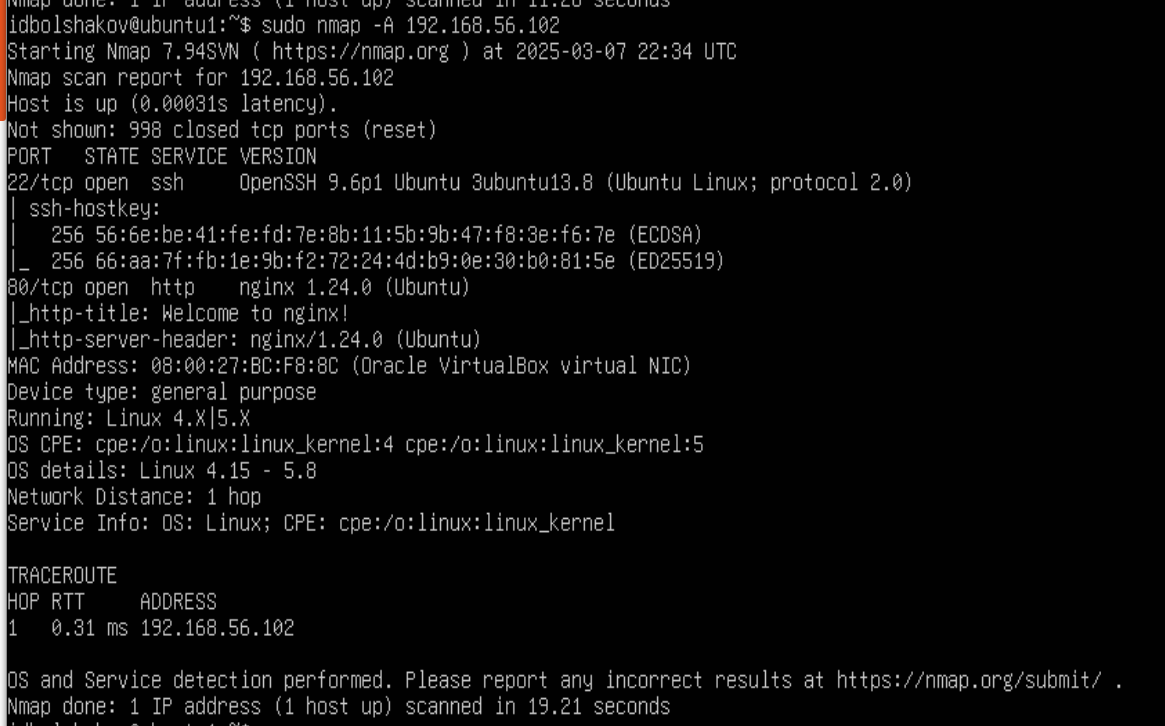 Nmap done: 1 IP address (1 host up) scanned in 11.26 seconds
idbolshakov@ubuntu1:~$ sudo nmap -A 192.168.56.102
Starting Nmap 7.94SVN ( https://nmap.org ) at 2025-03-07 22:34 UTC
Nmap scan report for 192.168.56.102
Host is up (0.00031s latency).
Not shown: 998 closed tcp ports (reset)
PORT   STATE SERVICE VERSION
22/tcp open  ssh     OpenSSH 9.6p1 Ubuntu 3ubuntu13.8 (Ubuntu Linux; protocol 2.0)
| ssh-hostkey:
|   256 56:6e:be:41:fe:fd:7e:8b:11:5b:9b:47:f8:3e:f6:7e (ECDSA)
|_  256 66:aa:7f:fb:1e:9b:f2:72:24:4d:b9:0e:30:b0:81:5e (ED25519)
80/tcp open  http    nginx 1.24.0 (Ubuntu)
|_http-title: Welcome to nginx!
|_http-server-header: nginx/1.24.0 (Ubuntu)
MAC Address: 08:00:27:BC:F8:8C (Oracle VirtualBox virtual NIC)
Device type: general purpose
Running: Linux 4.X|5.X
OS CPE: cpe:/o:linux:linux_kernel:4 cpe:/o:linux:linux_kernel:5
OS details: Linux 4.15 - 5.8
Network Distance: 1 hop
Service Info: OS: Linux; CPE: cpe:/o:linux:linux_kernel
TRACEROUTE
HOP RTT     ADDRESS
1   0.31 ms 192.168.56.102
OS and Service detection performed. Please report any incorrect results at https://nmap.org/submit/ .
Nmap done: 1 IP address (1 host up) scanned in 19.21 seconds